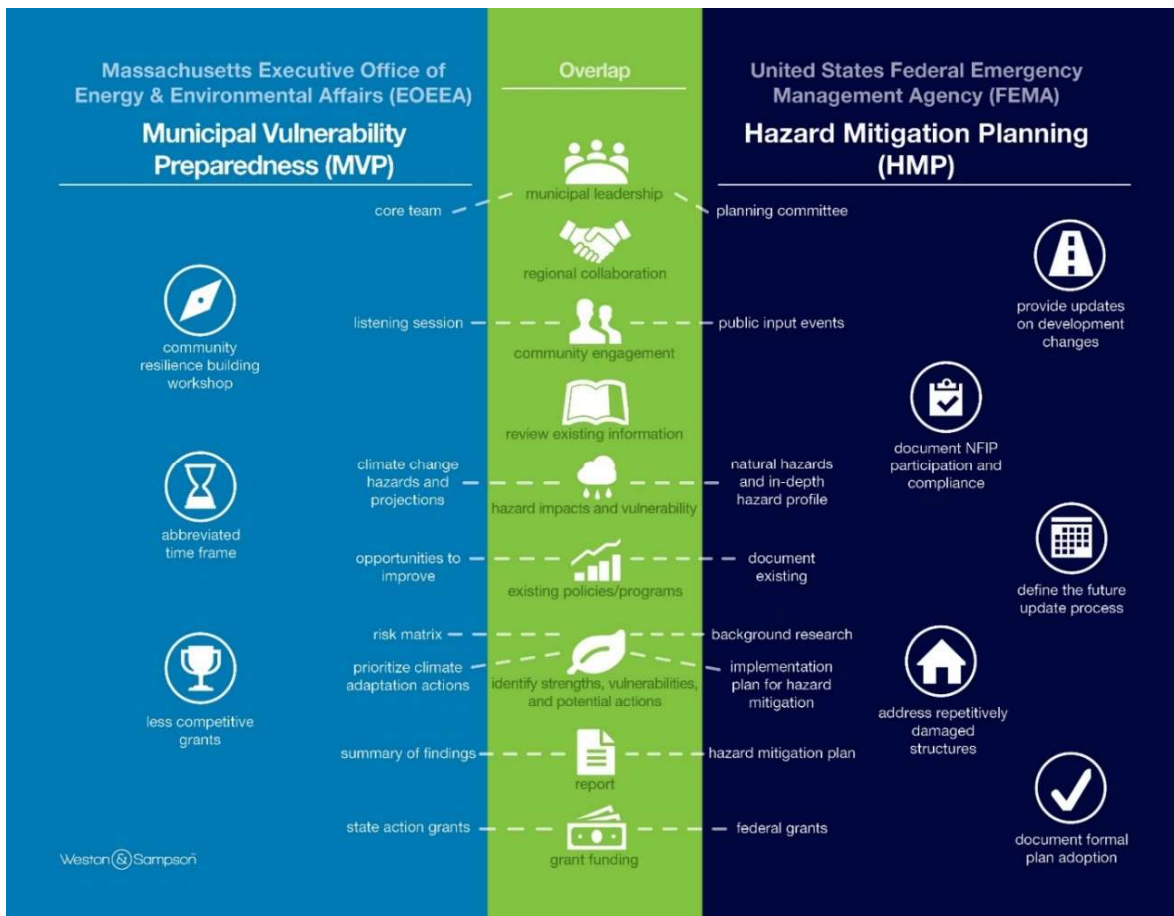 Massachusetts Executive Office of
Energy & Environmental Affairs (EOEEA)
Municipal Vulnerability
Preparedness (MVP)
core team
listening session
climate change
hazards and
projections
opportunities to
improve
risk matrix
prioritize climate
adaptation actions
summary of findings
state action grants
community
resilience building
workshop
abbreviated
time frame
less competitive
grants
Weston & Sampson
Overlap
municipal leadership
regional collaboration
community engagement
review existing information
hazard impacts and vulnerability
existing policies/programs
identify strengths, vulnerabilities,
and potential actions
report
grant funding
United States Federal Emergency
Management Agency (FEMA)
Hazard Mitigation Planning
(HMP)
planning committee
public input events
natural hazards
and in-depth
hazard profile
document
existing
background research
implementation
plan for hazard
mitigation
hazard mitigation plan
federal grants
provide updates
on development
changes
document NFIP
participation and
compliance
define the future
update process
address repetitively
damaged
structures
document formal
plan adoption